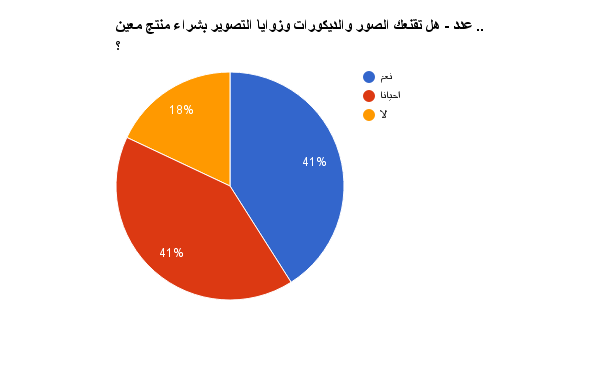 عدد - هل تقنعك الصور والديكورات وزوايا التصوير بشراء منتج معين ..
؟
نعم
احيانا
لا
18%
41%
41%